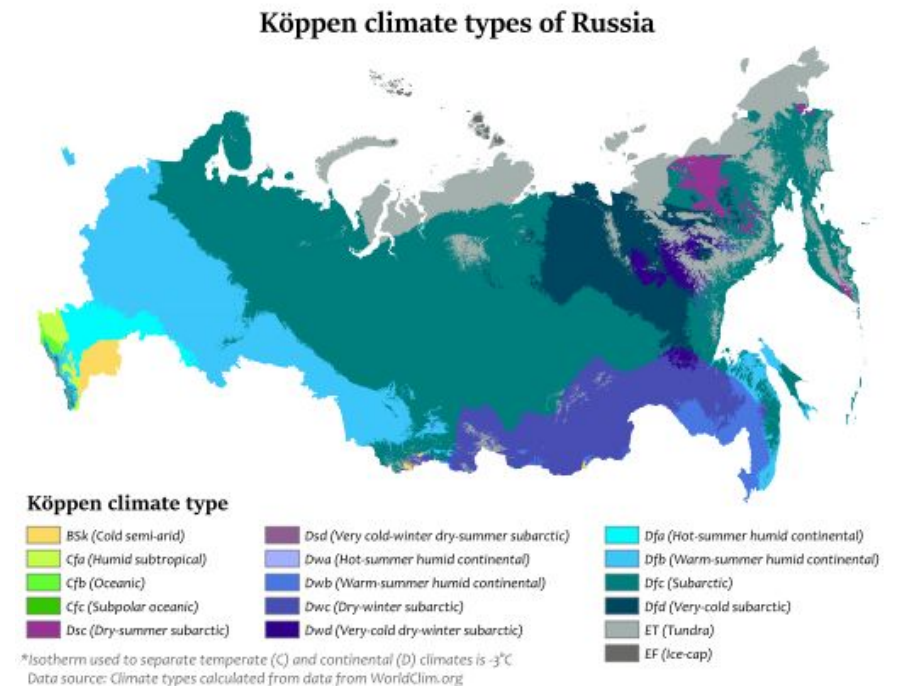 Köppen climate types of Russia
Köppen climate type
BSk (Cold semi-arid)
Cfa (Humid subtropical)
Cfb (Oceanic)
Cfc (Subpolar oceanic)
Dsc (Dry-summer subarctic)
Dsd (Very cold-winter dry-summer subarctic)
Dwa (Hot-summer humid continental)
Dwb (Warm-summer humid continental)
Dwc (Dry-winter subarctic)
Dwd (Very-cold dry-winter subarctic)
Dfa (Hot-summer humid continental)
Dfb (Warm-summer humid continental)
Dfc (Subarctic)
Dfd (Very-cold subarctic)
ET (Tundra)
EF (Ice-cap)
*Isotherm used to separate temperate (C) and continental (D) climates is -3°C
Data source: Climate types calculated from data from WorldClim.org